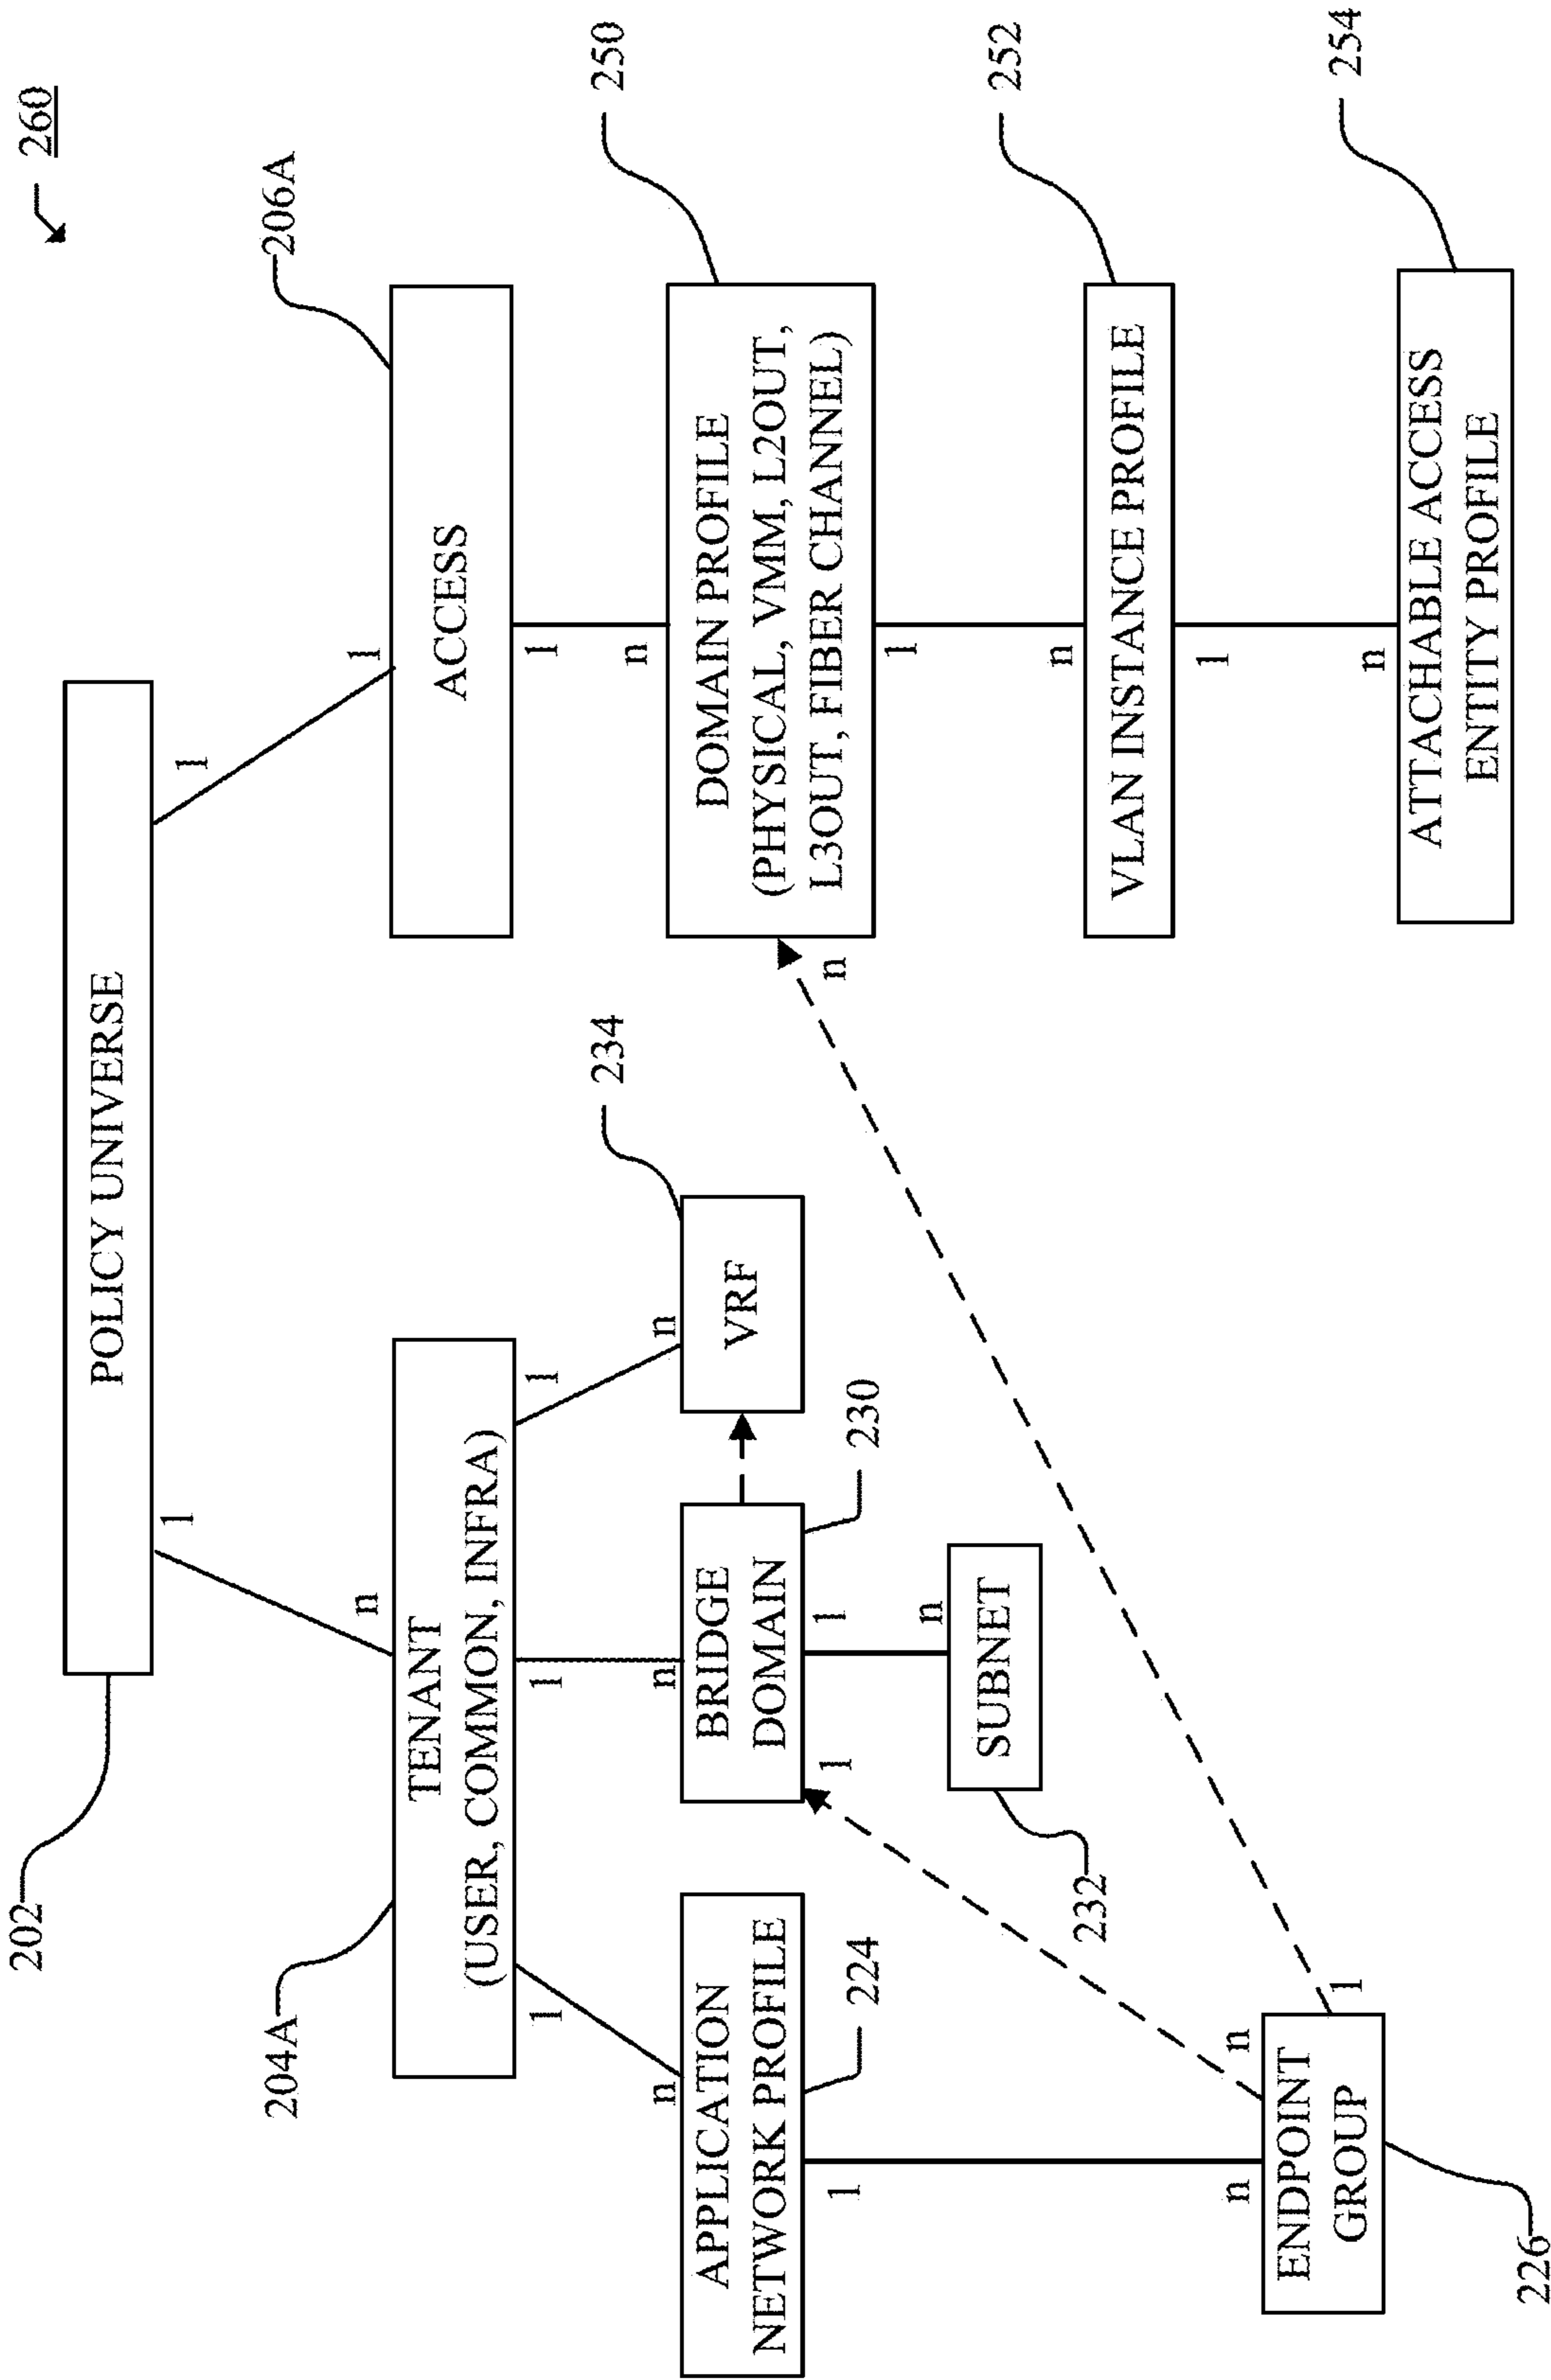 260
POLICY UNIVERSE
202
1
1
n
1
204A
TENANT
(USER, COMMON, INFRA)
206A
ACCESS
1
1
1
1
n
n
n
n
APPLICATION
NETWORK PROFILE
224
BRIDGE
DOMAIN
230
VRF
234
DOMAIN PROFILE
(PHYSICAL, VMM, L2OUT,
L3OUT, FIBER CHANNEL)
250
1
1
1
n
1
n
n
SUBNET
232
VLAN INSTANCE PROFILE
252
1
n
n
1
n
ENDPOINT
GROUP
226
ATTACHABLE ACCESS
ENTITY PROFILE
254